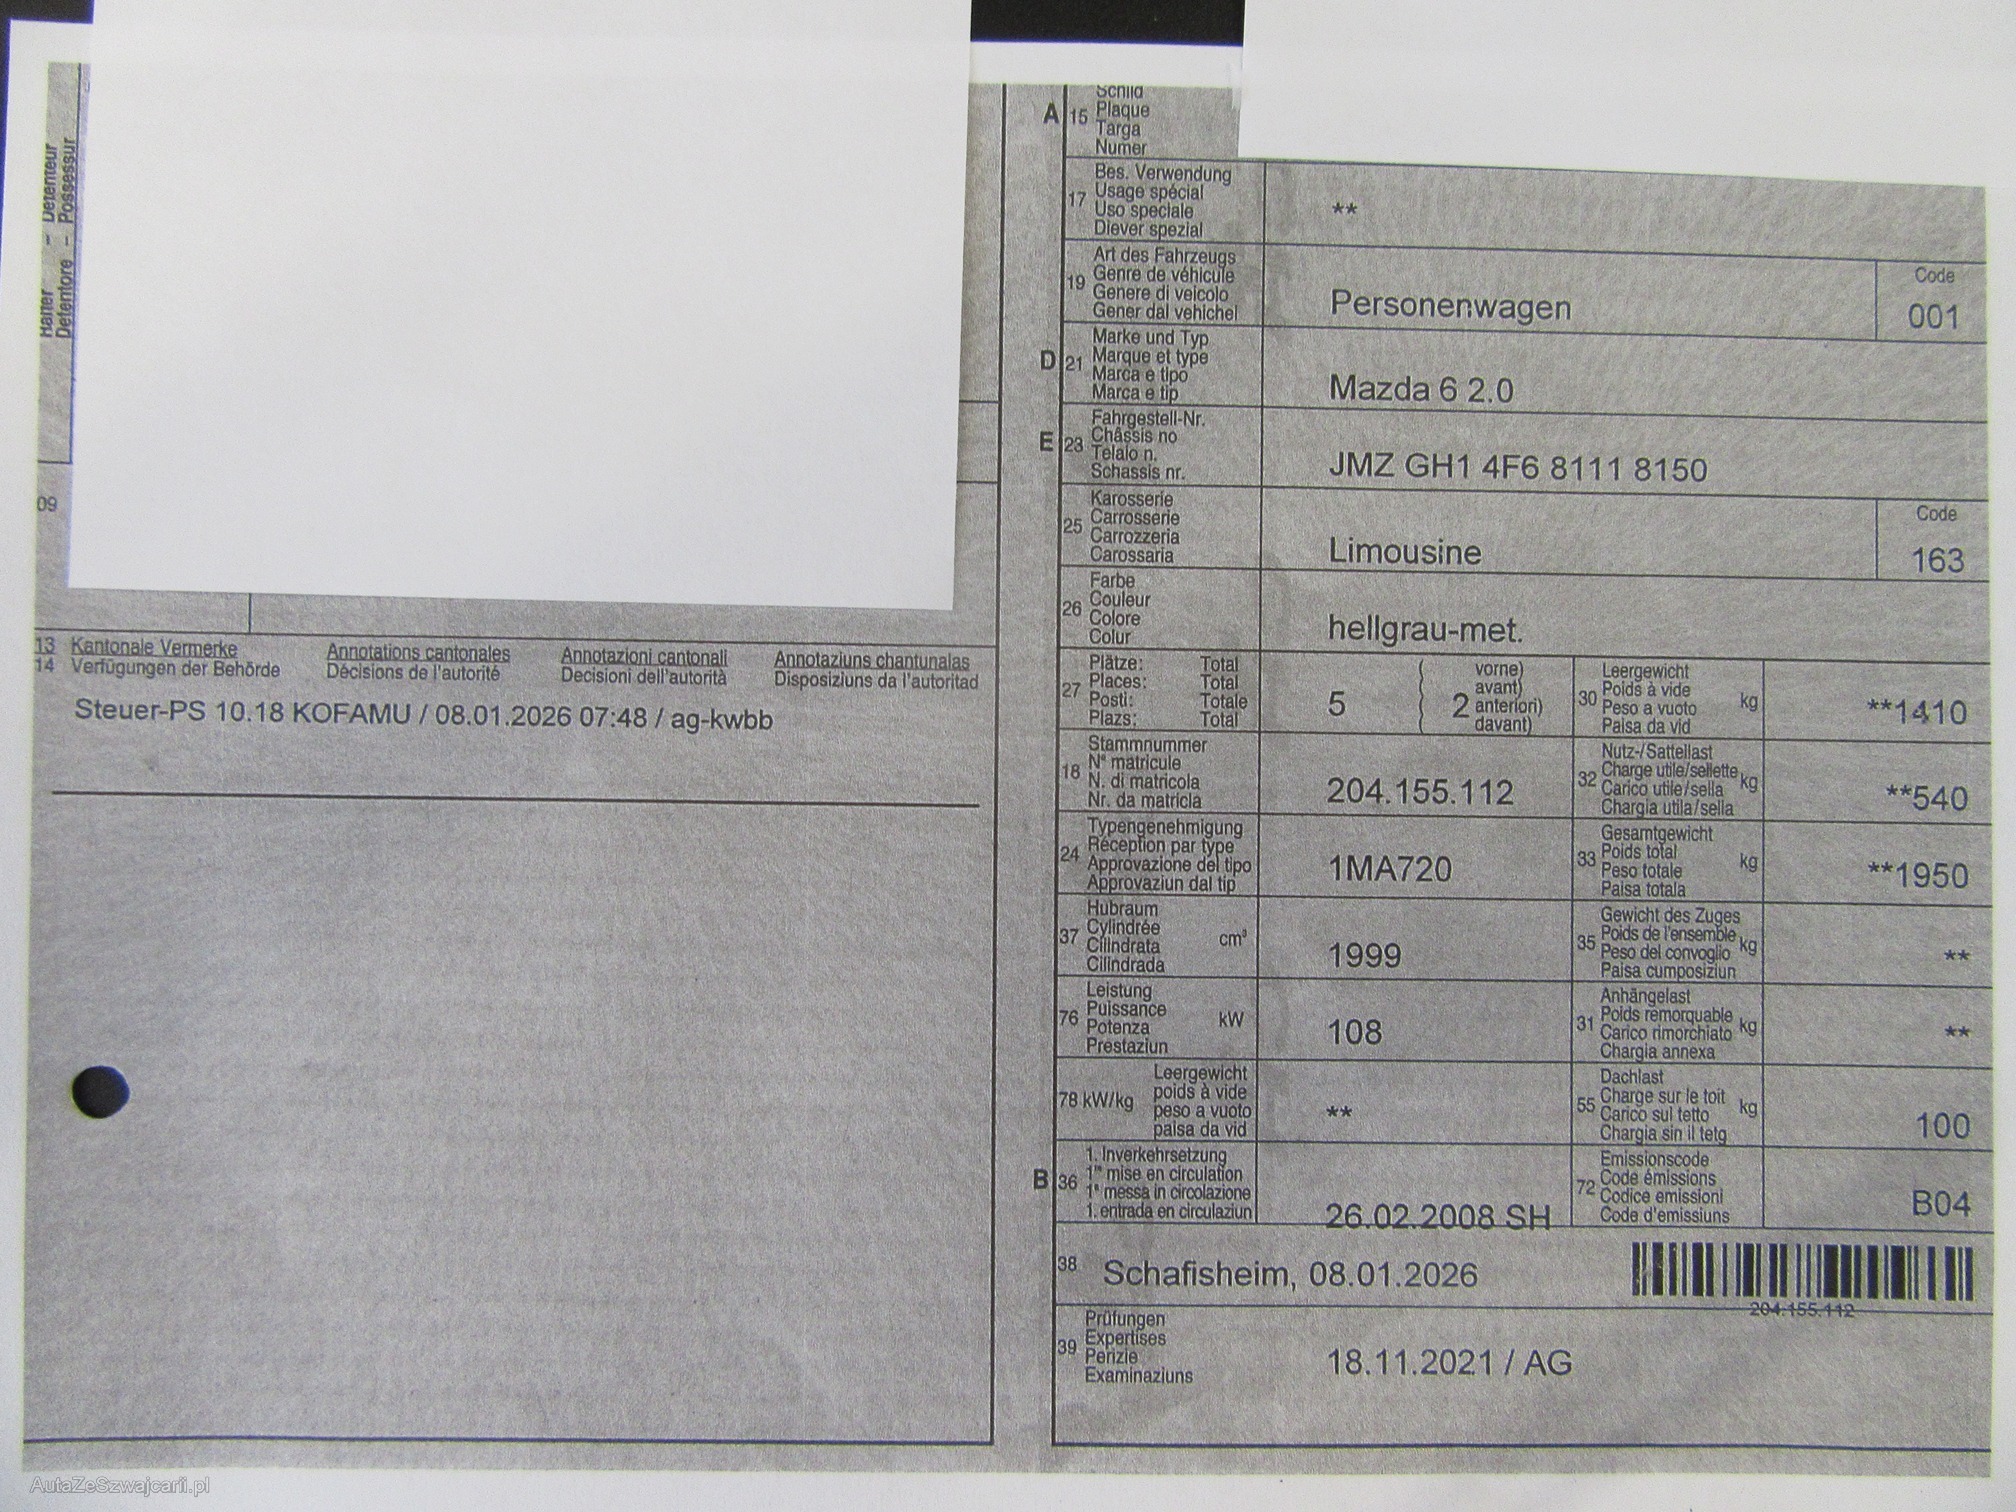 Halter - Détenteur
Detentore - Possessur
09
13 Kantonale Vermerke Annotations cantonales Annotazioni cantonali Annotaziuns chantunalas
14 Verfügungen der Behörde Décisions de l'autorité Decisioni dell'autorità Disposiziuns da l'autoritad
Steuer-PS 10.18 KOFAMU / 08.01.2026 07:48 / ag-kwbb
A 15 Schild
Plaque
Targa
Numer
17 Bes. Verwendung
Usage spécial
Uso speciale
Diever spezial
**
19 Art des Fahrzeugs
Genre de véhicule
Genere di veicolo
Gener dal vehichel
Personenwagen
Code
001
D 21 Marke und Typ
Marque et type
Marca e tipo
Marca e tip
Mazda 6 2.0
E 23 Fahrgestell-Nr.
Châssis no
Telaio n.
Schassis nr.
JMZ GH1 4F6 8111 8150
25 Karosserie
Carrosserie
Carrozzeria
Carossaria
Limousine
Code
163
26 Farbe
Couleur
Colore
Colur
hellgrau-met.
27 Plätze: Total
Places: Total
Posti: Totale
Plazs: Total
5
2
vorne)
avant)
anteriori)
davant)
30 Leergewicht
Poids à vide
Peso a vuoto
Paisa da vid
kg
**1410
18 Stammnummer
N° matricule
N. di matricola
Nr. da matricla
204.155.112
32 Nutz-/Sattellast
Charge utile/sellette
Carico utile/sella
Chargia utila/sella
kg
**540
24 Typengenehmigung
Réception par type
Approvazione del tipo
Approvaziun dal tip
1MA720
33 Gesamtgewicht
Poids total
Peso totale
Paisa totala
kg
**1950
37 Hubraum
Cylindrée
Cilindrata
Cilindrada
cm³
1999
35 Gewicht des Zuges
Poids de l'ensemble
Peso del convoglio
Paisa cumposiziun
kg
**
76 Leistung
Puissance
Potenza
Prestaziun
kW
108
31 Anhängelast
Poids remorquable
Carico rimorchiato
Chargia annexa
kg
**
78 kW/kg
Leergewicht
poids à vide
peso a vuoto
paisa da vid
**
55 Dachlast
Charge sur le toit
Carico sul tetto
Chargia sin il tetg
kg
100
B 36 1. Inverkehrsetzung
1re mise en circulation
1a messa in circolazione
1. entrada en circulaziun
26.02.2008 SH
72 Emissionscode
Code émissions
Codice emissioni
Code d'emissiuns
B04
38 Schafisheim, 08.01.2026
204.155.112
39 Prüfungen
Expertises
Perizie
Examinaziuns
18.11.2021 / AG
AutaZeSzwajcarii.pl